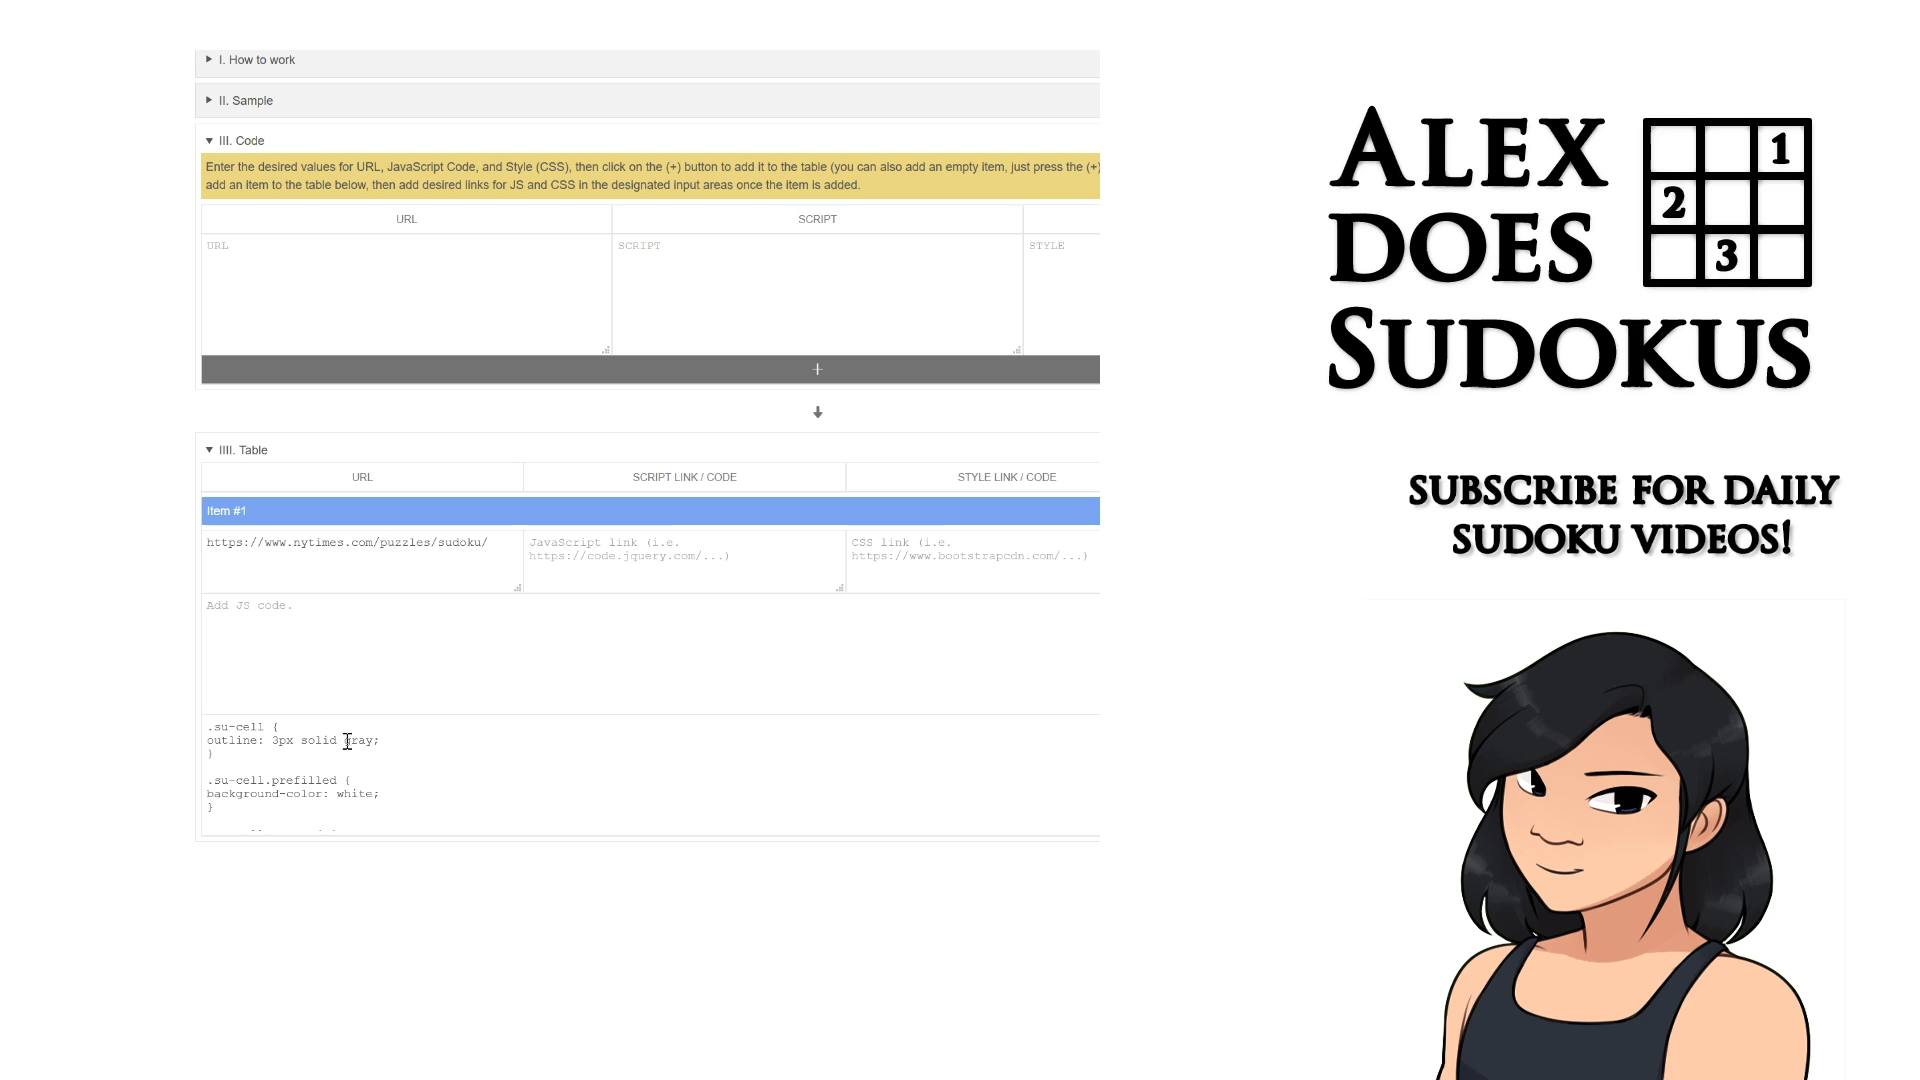 I. How to work
II. Sample
III. Code
Enter the desired values for URL, JavaScript Code, and Style (CSS), then click on the (+) button to add it to the table (you can also add an empty item, just press the (+)
add an item to the table below, then add desired links for JS and CSS in the designated input areas once the item is added.
URL SCRIPT
URL SCRIPT STYLE
+
IIII. Table
URL SCRIPT LINK / CODE STYLE LINK / CODE
Item #1
https://www.nytimes.com/puzzles/sudoku/
JavaScript link (i.e.
https://code.jquery.com/...)
CSS link (i.e.
https://www.bootstrapcdn.com/...)
Add JS code.
.su-cell {
outline: 3px solid gray;
}
.su-cell.prefilled {
background-color: white;
}
ALEX
DOES
SUDOKUS
1
2
3
SUBSCRIBE FOR DAILY
SUDOKU VIDEOS!